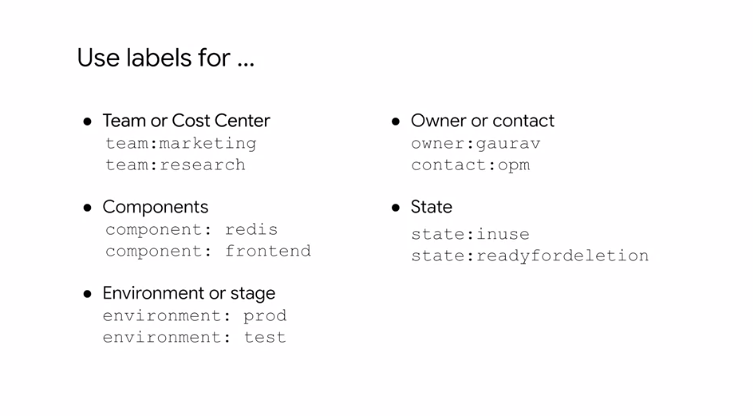 Use labels for ...
● Team or Cost Center
team:marketing
team:research
● Components
component: redis
component: frontend
● Environment or stage
environment: prod
environment: test
● Owner or contact
owner:gaurav
contact:opm
● State
state:inuse
state:readyfordeletion